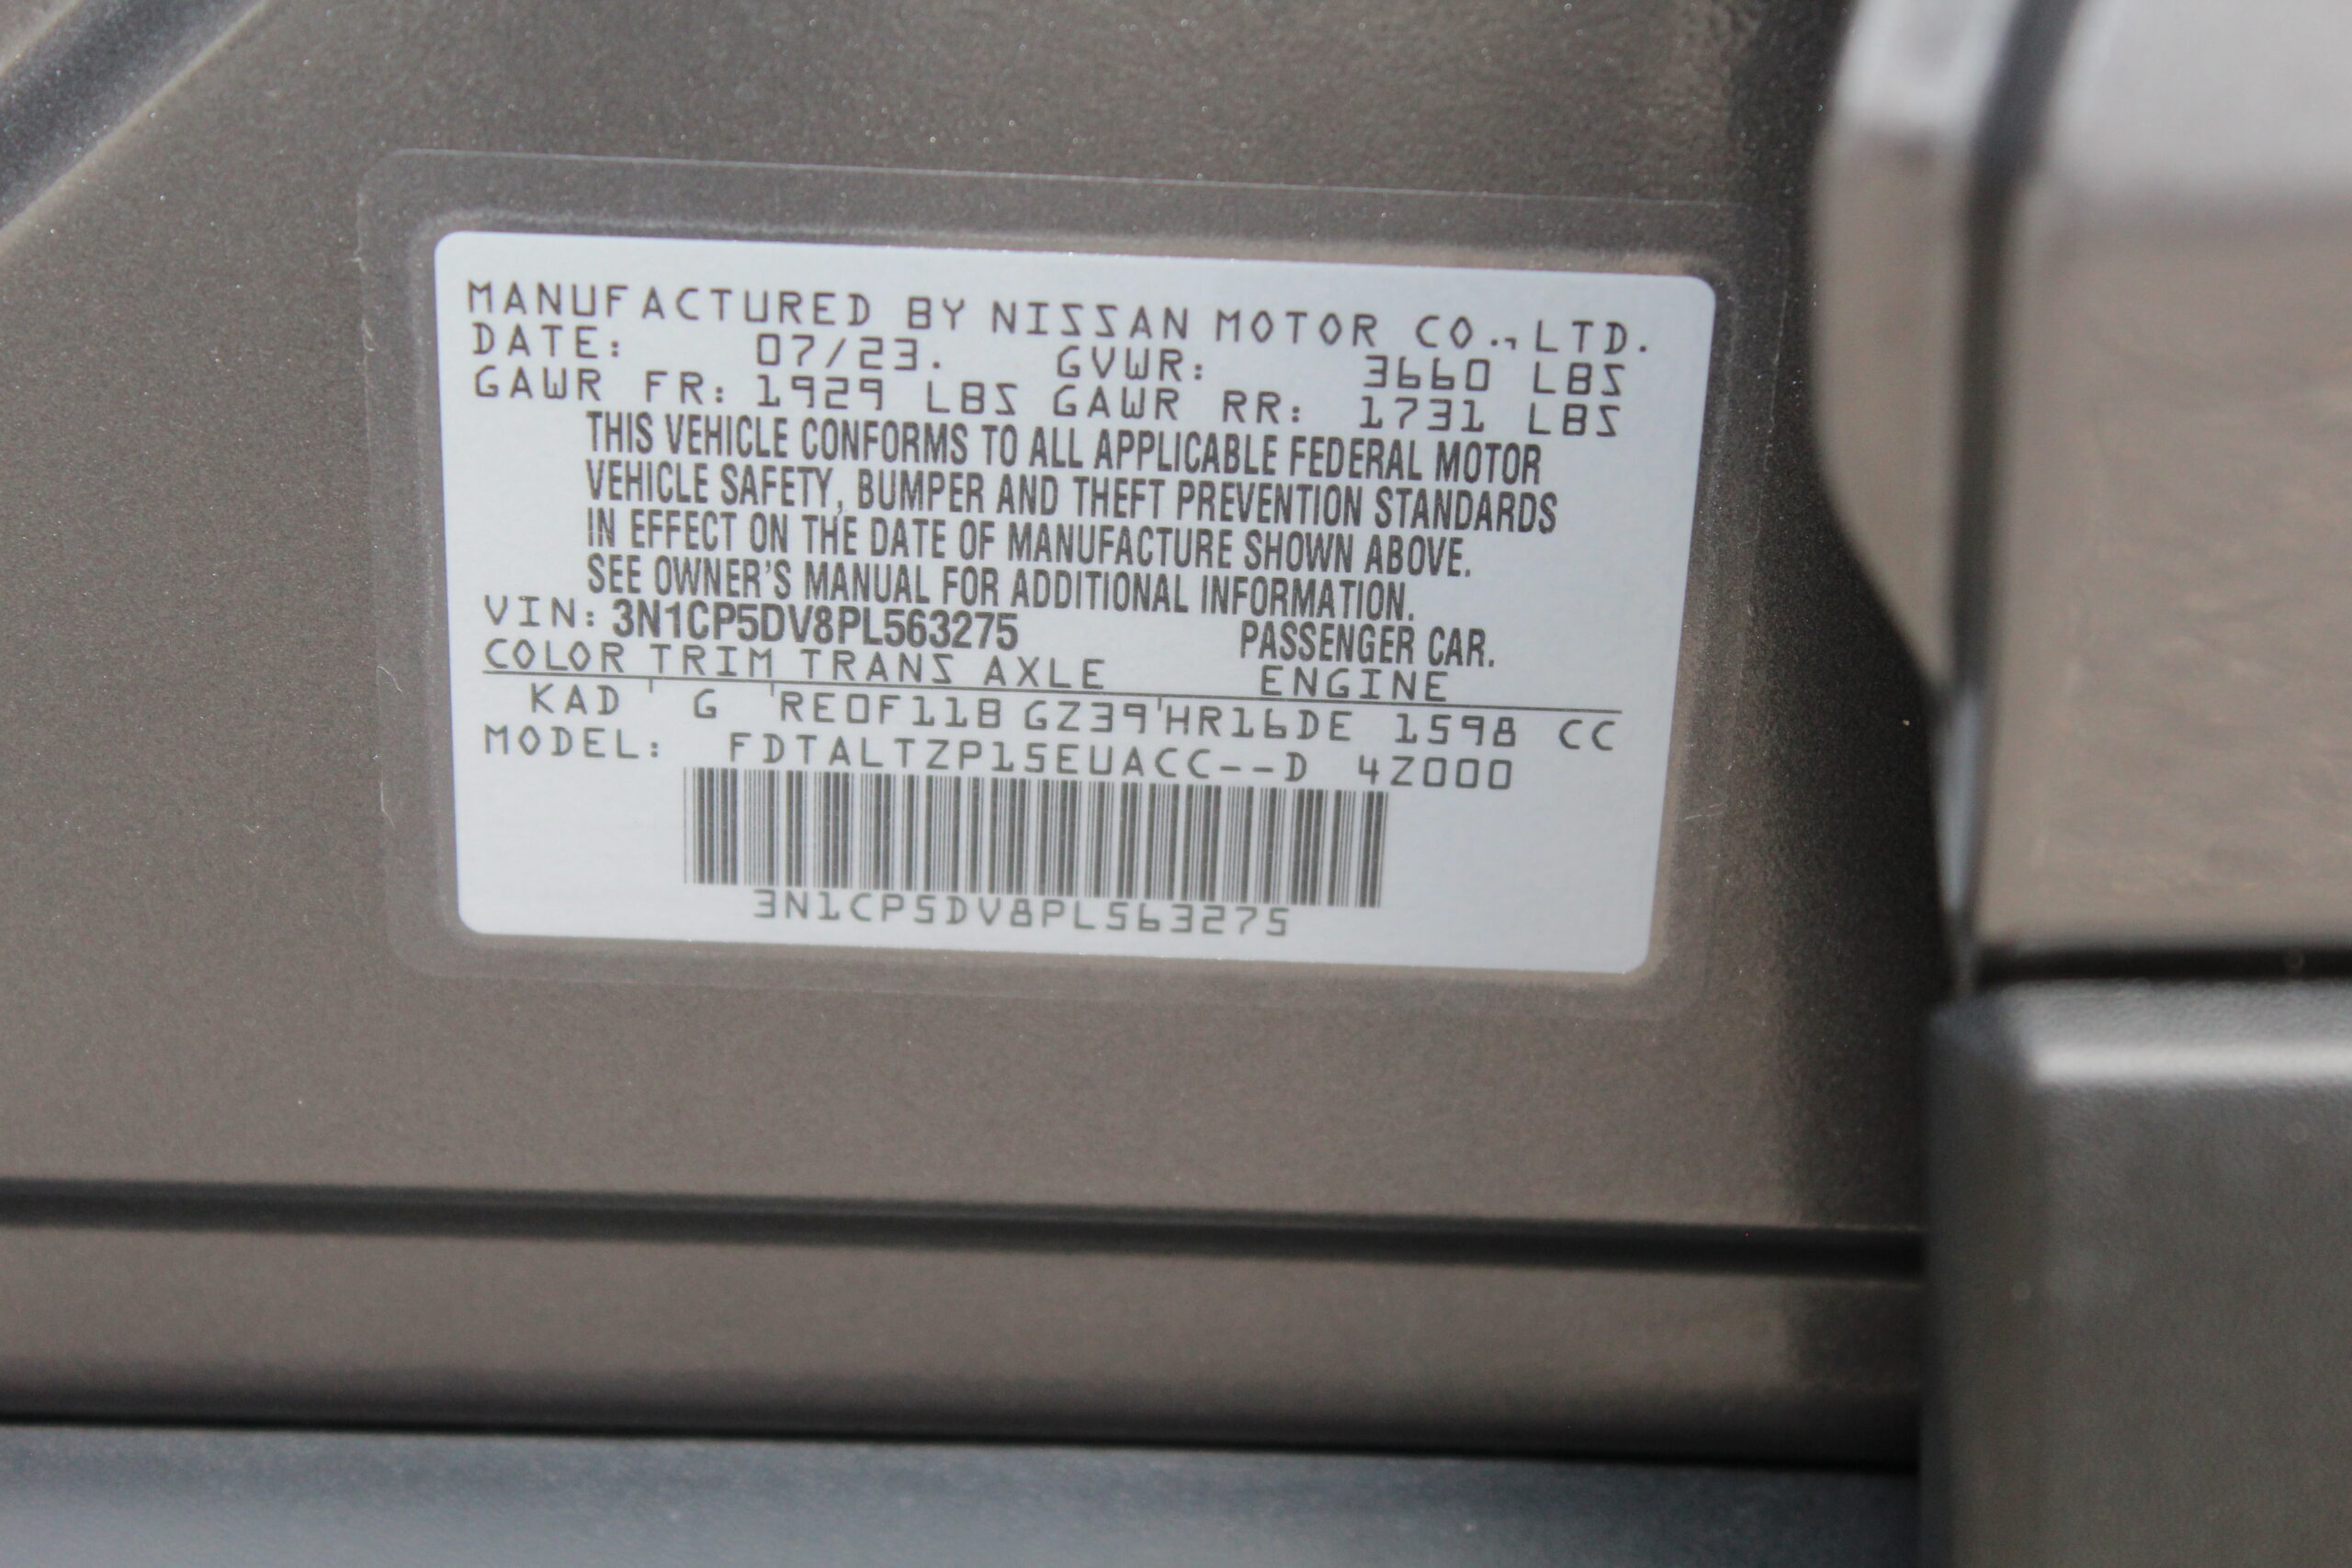 MANUFACTURED BY NISSAN MOTOR CO., LTD.
DATE: 07/23. GVWR: 3660 LBS
GAWR FR: 1929 LBS GAWR RR: 1731 LBS
THIS VEHICLE CONFORMS TO ALL APPLICABLE FEDERAL MOTOR
VEHICLE SAFETY, BUMPER AND THEFT PREVENTION STANDARDS
IN EFFECT ON THE DATE OF MANUFACTURE SHOWN ABOVE.
SEE OWNER'S MANUAL FOR ADDITIONAL INFORMATION.
VIN: 3N1CP5DV8PL563275 PASSENGER CAR.
COLOR TRIM TRANS AXLE ENGINE
KAD G RE0F11B GZ39 HR16DE 1598 CC
MODEL: FDTALTZP15EUACC--D 4Z000
3N1CP5DV8PL563275